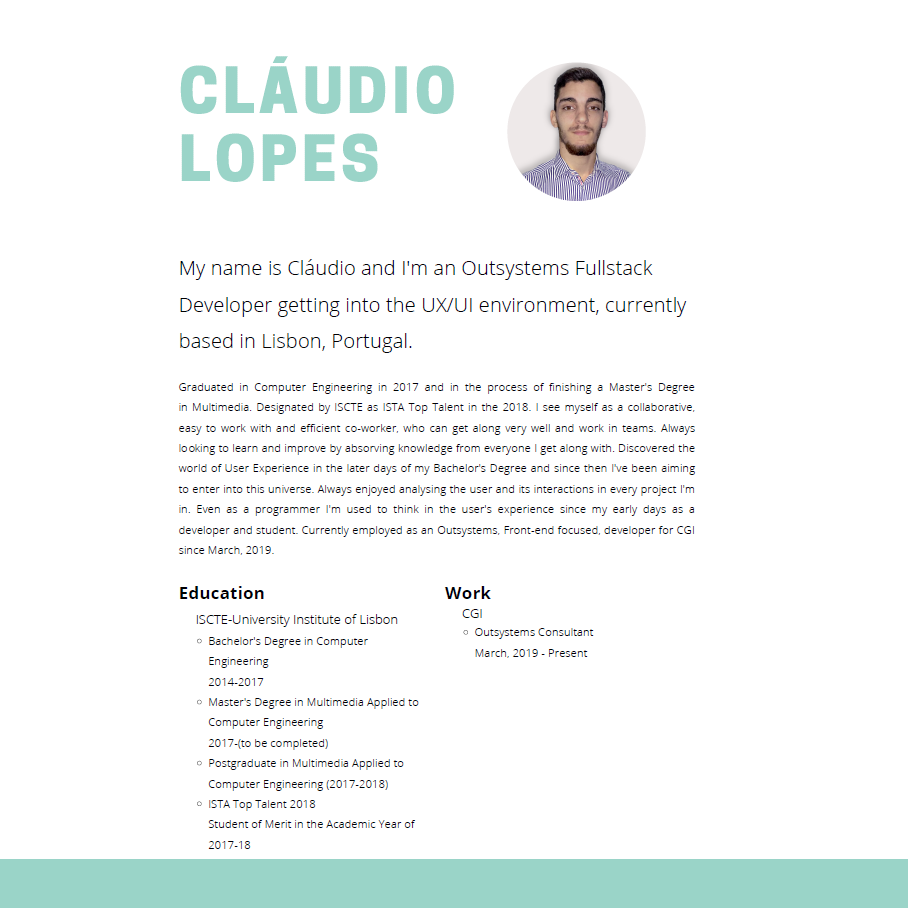 CLÁUDIO
LOPES
My name is Cláudio and I'm an Outsystems Fullstack
Developer getting into the UX/UI environment, currently
based in Lisbon, Portugal.
Graduated in Computer Engineering in 2017 and in the process of finishing a Master's Degree
in Multimedia. Designated by ISCTE as ISTA Top Talent in the 2018. I see myself as a collaborative,
easy to work with and efficient co-worker, who can get along very well and work in teams. Always
looking to learn and improve by absorving knowledge from everyone I get along with. Discovered the
world of User Experience in the later days of my Bachelor's Degree and since then I've been aiming
to enter into this universe. Always enjoyed analysing the user and its interactions in every project I'm
in. Even as a programmer I'm used to think in the user's experience since my early days as a
developer and student. Currently employed as an Outsystems, Front-end focused, developer for CGI
since March, 2019.
Education
ISCTE-University Institute of Lisbon
Bachelor's Degree in Computer
Engineering
2014-2017
Master's Degree in Multimedia Applied to
Computer Engineering
2017-(to be completed)
Postgraduate in Multimedia Applied to
Computer Engineering (2017-2018)
ISTA Top Talent 2018
Student of Merit in the Academic Year of
2017-18
Work
CGI
Outsystems Consultant
March, 2019 - Present